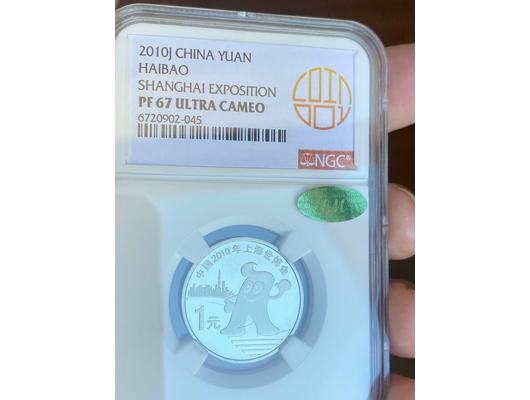 2010J CHINA YUAN
HAIBAO
SHANGHAI EXPOSITION
PF 67 ULTRA CAMEO
6720902-045
COIN
NGC®
中国2010年上海世博会
1元